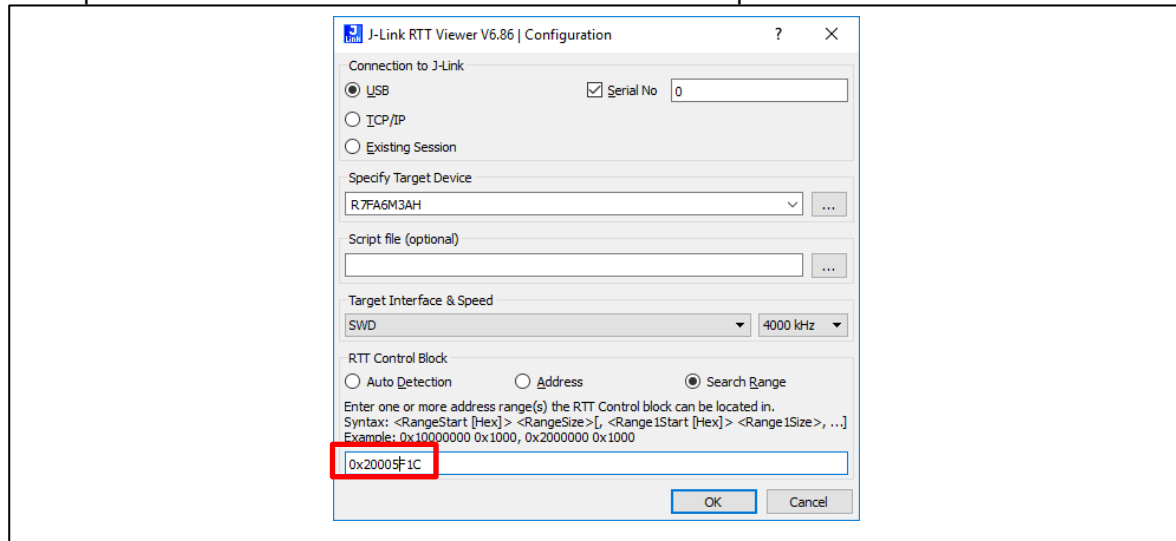 J-Link RTT Viewer V6.86 | Configuration ? ×
Connection to J-Link
USB Serial No 0
TCP/IP
Existing Session
Specify Target Device
R7FA6M3AH ...
Script file (optional)
...
Target Interface & Speed
SWD 4000 kHz
RTT Control Block
Auto Detection Address Search Range
Enter one or more address range(s) the RTT Control block can be located in.
Syntax: <RangeStart [Hex]> <RangeSize>[, <Range1Start [Hex]> <Range1Size>, ...]
Example: 0x10000000 0x1000, 0x2000000 0x1000
0x20005F1C
OK Cancel